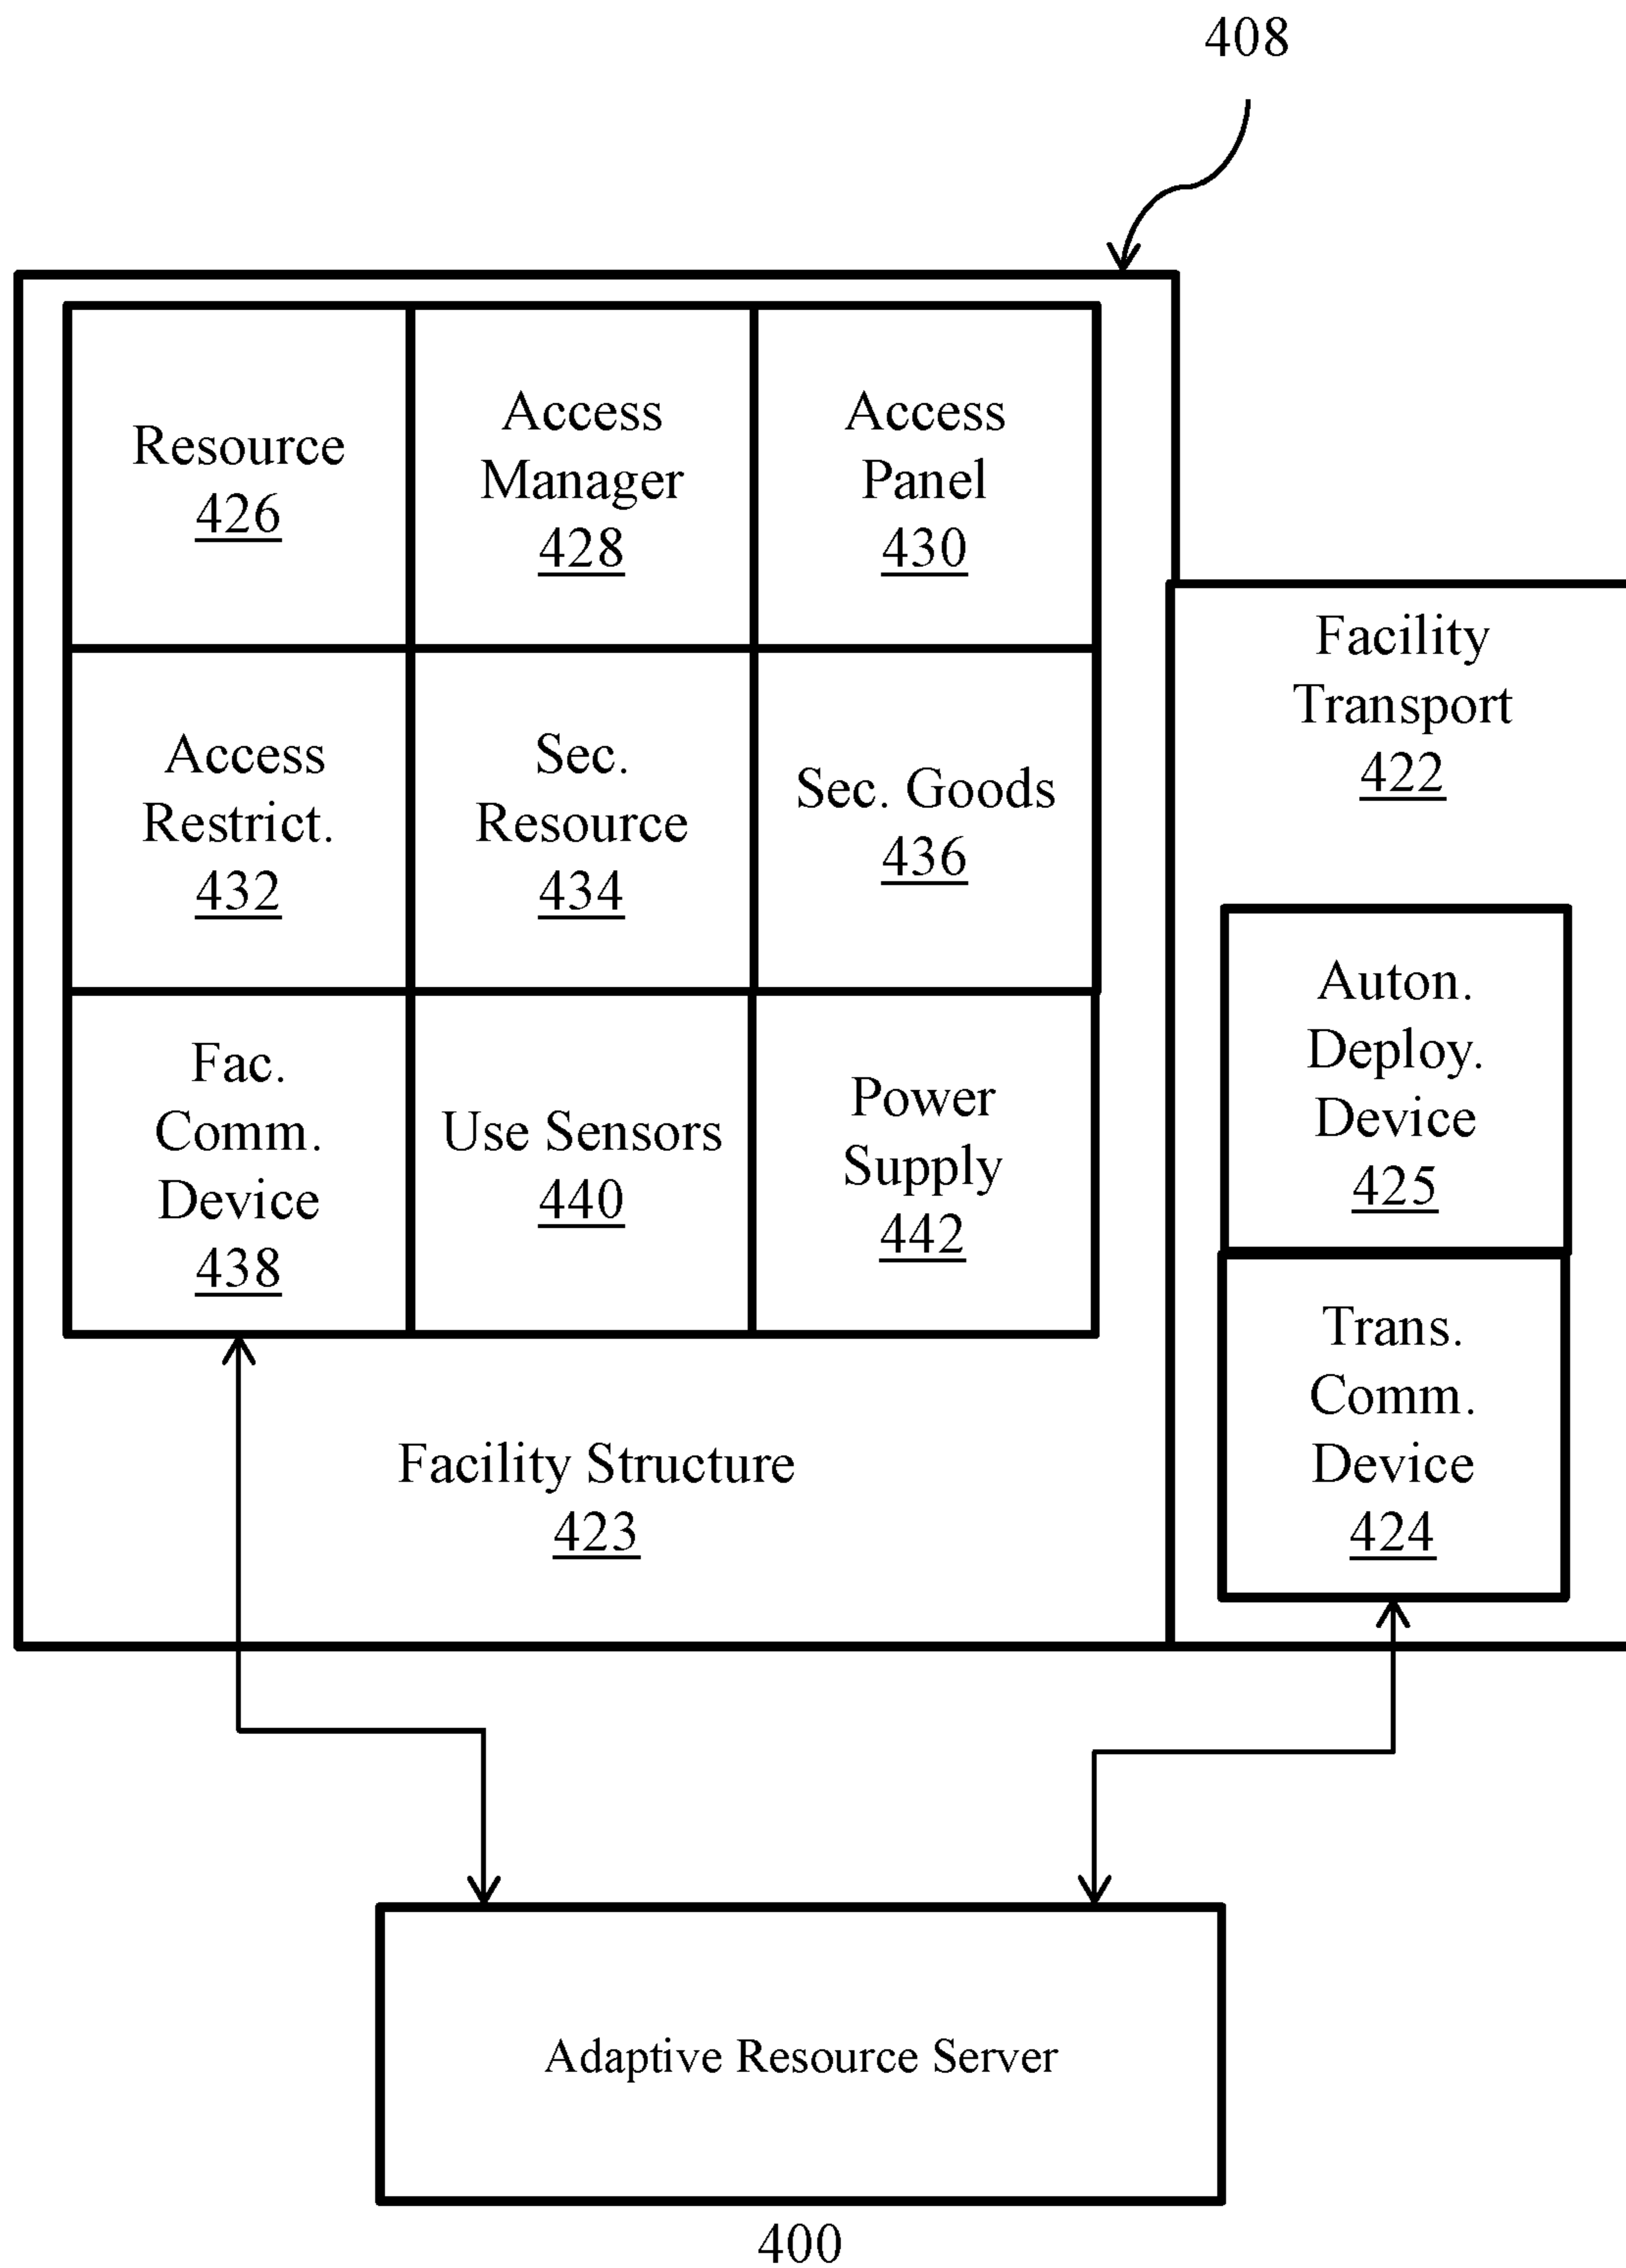 408
Resource
426
Access
Manager
428
Access
Panel
430
Access
Restrict.
432
Sec.
Resource
434
Sec. Goods
436
Fac.
Comm.
Device
438
Use Sensors
440
Power
Supply
442
Facility Structure
423
Facility
Transport
422
Auton.
Deploy.
Device
425
Trans.
Comm.
Device
424
Adaptive Resource Server
400